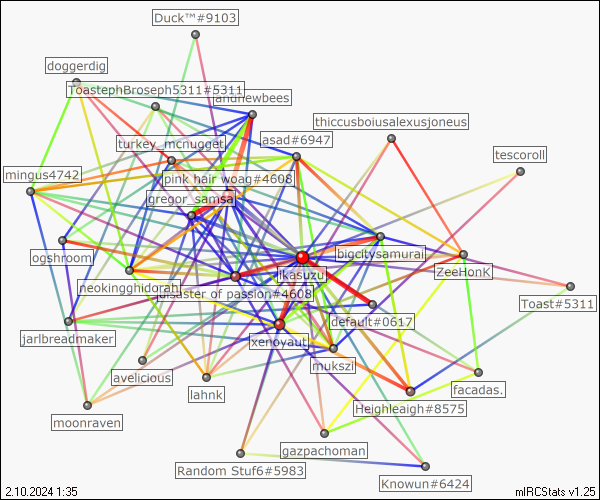 Duck™#9103
doggerdig
ToastephBroseph5311#5311
andrewbees
thiccusboiusalexusjoneus
turkey_mcnugget
asad#6947
tescoroll
mingus4742
pink hair woag#4608
gregor_samsa
ogshroom
bigcitysamurai
ikasuzu
ZeeHonK
neokingghidorah
disaster of passion#4608
Toast#5311
default#0617
jarlbreadmaker
xenoyaut
mukszi
avelicious
lahnk
facadas.
moonraven
Heighleigh#8575
gazpachoman
Random Stuf6#5983
Knowun#6424
2.10.2024 1:35
mIRCStats v1.25